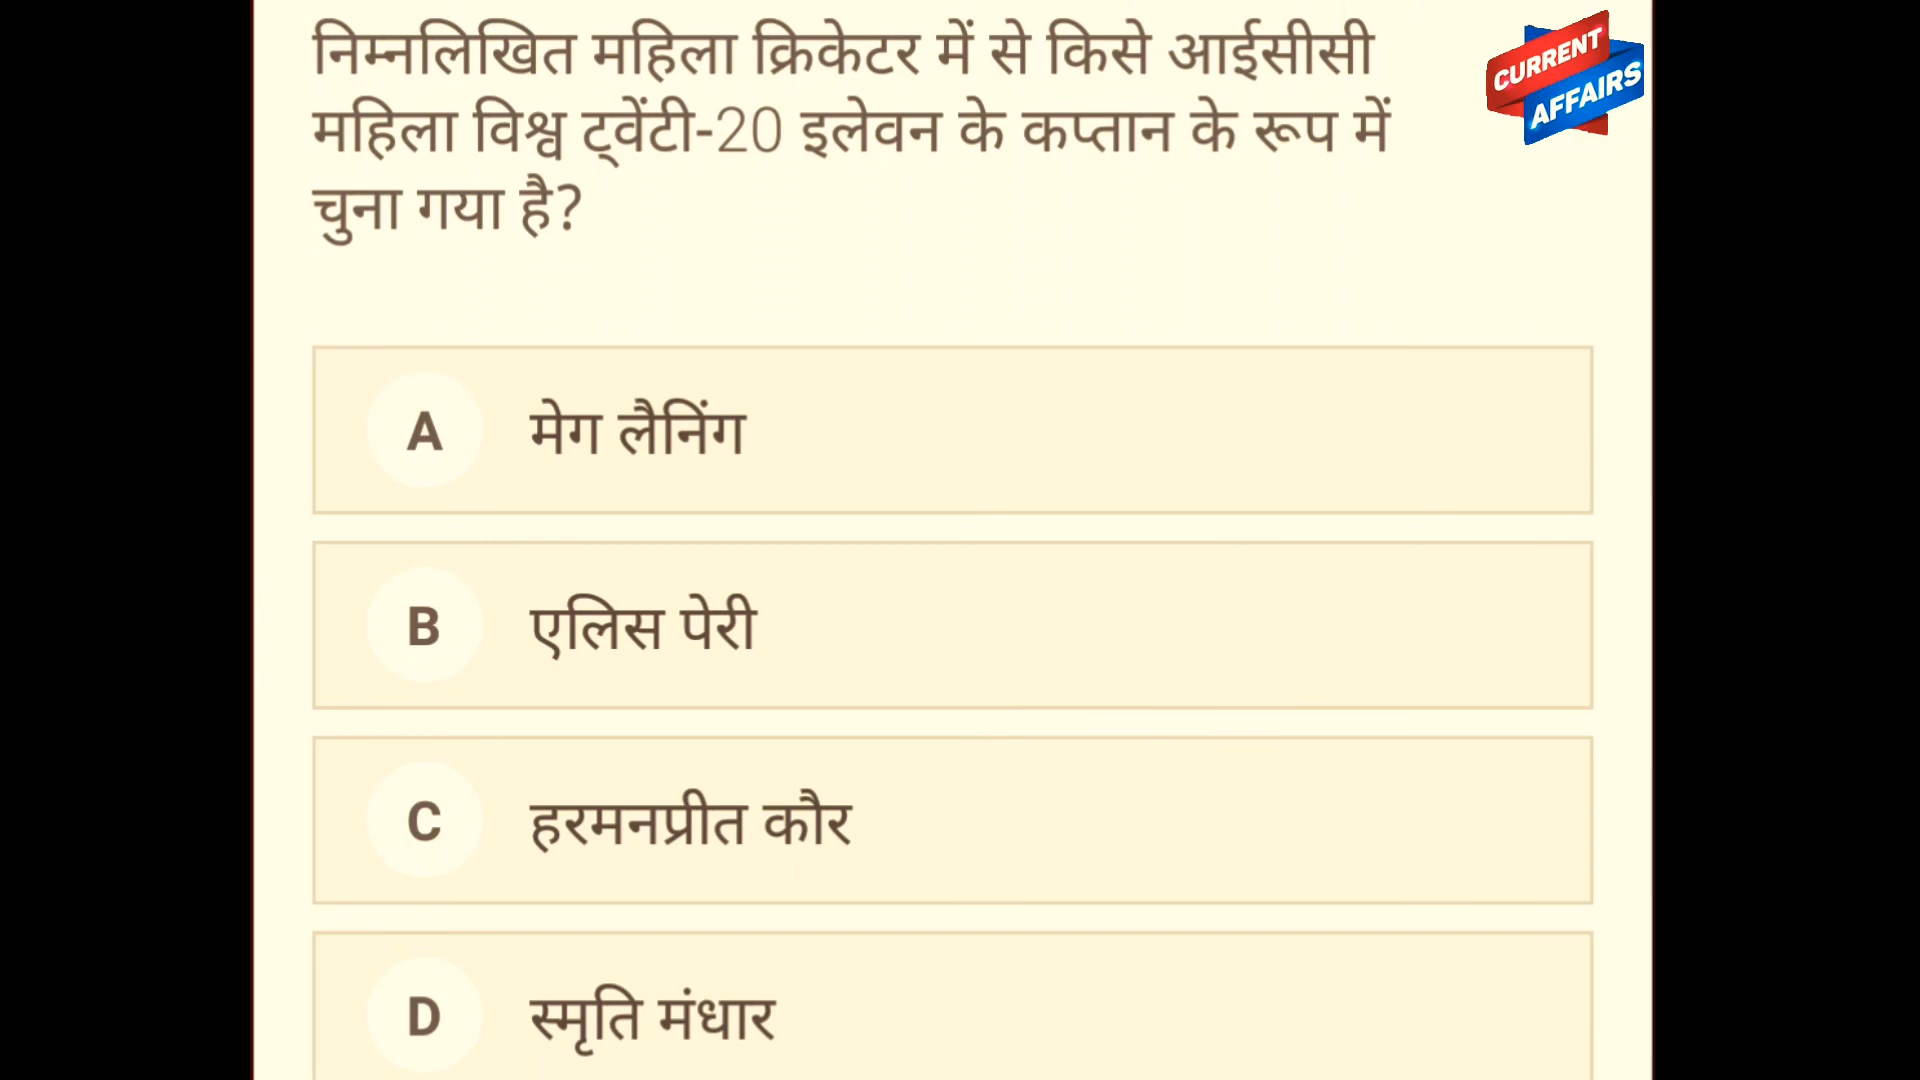 निम्नलिखित महिला क्रिकेटर में से किसे आईसीसी
महिला विश्व ट्वेंटी-20 इलेवन के कप्तान के रूप में
चुना गया है?
CURRENT
AFFAIRS
A मेग लैनिंग
B एलिस पेरी
C हरमनप्रीत कौर
D स्मृति मंधार